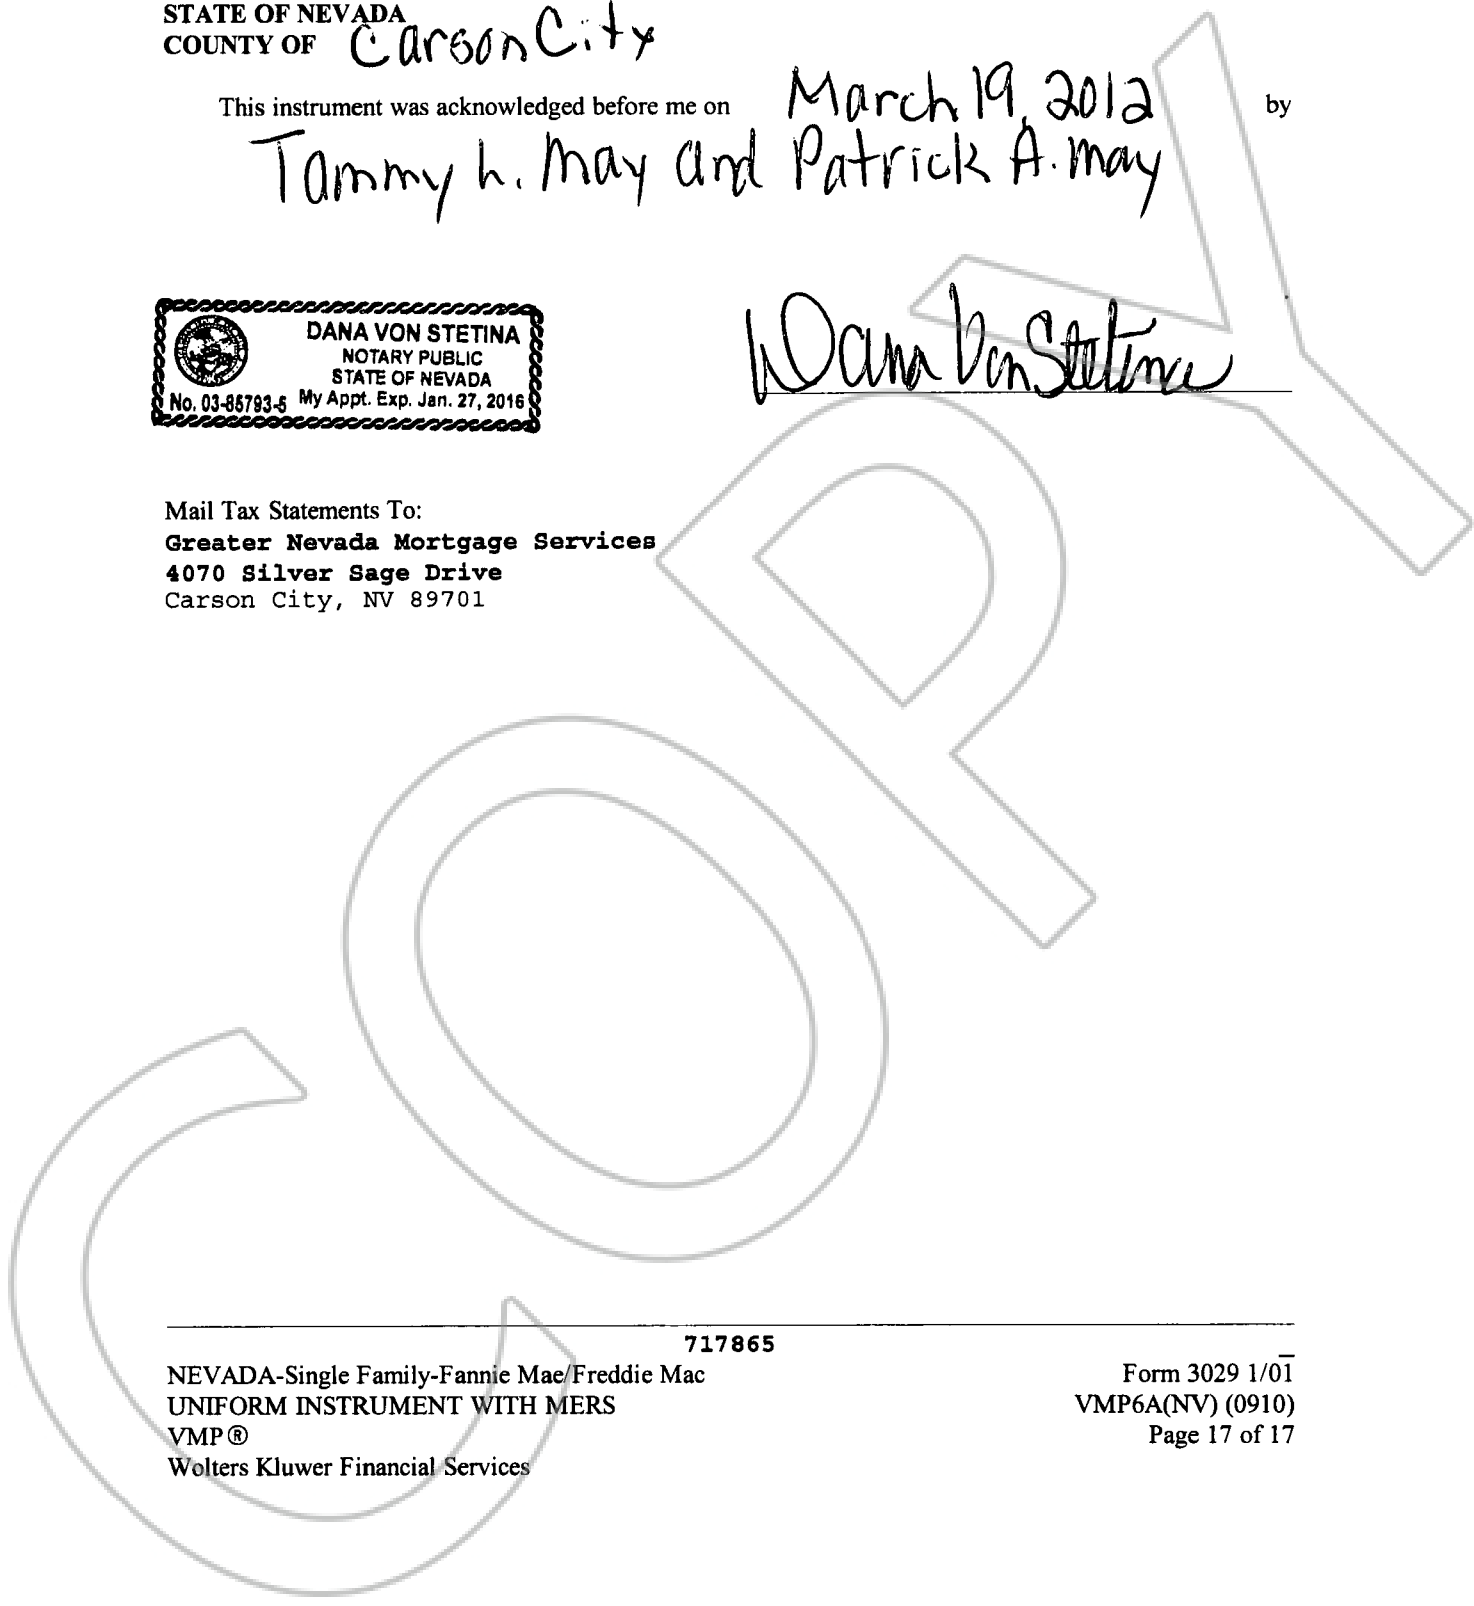 STATE OF NEVADA
COUNTY OF Carson City
This instrument was acknowledged before me on March 19, 2012 by
Tammy L. May and Patrick A. May
DANA VON STETINA
NOTARY PUBLIC
STATE OF NEVADA
No. 03-85793-5 My Appt. Exp. Jan. 27, 2016
Dana Von Stetina
Mail Tax Statements To:
Greater Nevada Mortgage Services
4070 Silver Sage Drive
Carson City, NV 89701
COPY
717865
NEVADA-Single Family-Fannie Mae/Freddie Mac Form 3029 1/01
UNIFORM INSTRUMENT WITH MERS VMP6A(NV) (0910)
VMP® Page 17 of 17
Wolters Kluwer Financial Services